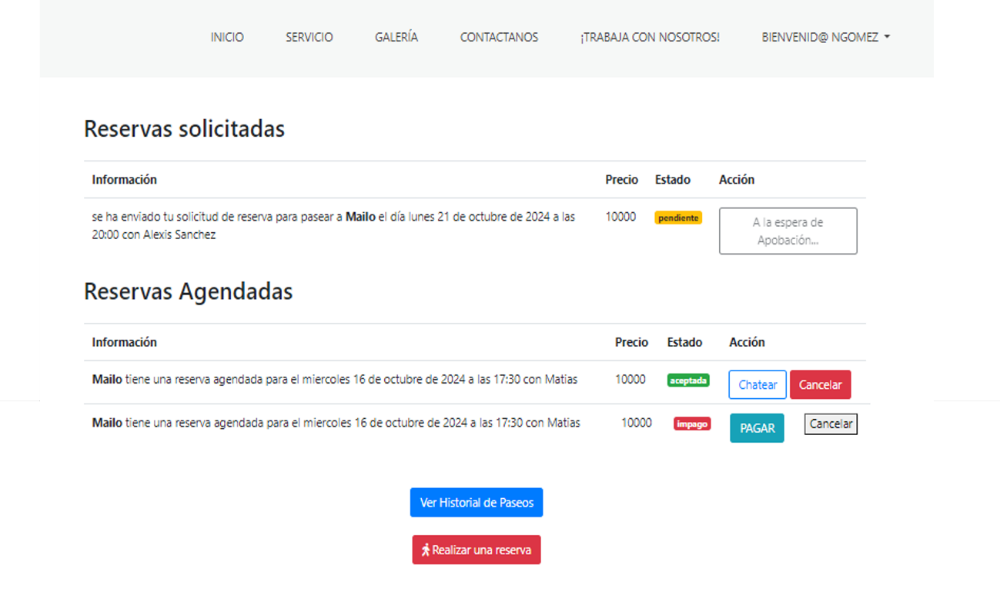 INICIO SERVICIO GALERÍA CONTACTANOS ¡TRABAJA CON NOSOTROS! BIENVENID@ NGOMEZ
Reservas solicitadas
Información Precio Estado Acción
se ha enviado tu solicitud de reserva para pasear a Mailo el día lunes 21 de octubre de 2024 a las 10000 pendiente A la espera de
20:00 con Alexis Sanchez Apobación...
Reservas Agendadas
Información Precio Estado Acción
Mailo tiene una reserva agendada para el miercoles 16 de octubre de 2024 a las 17:30 con Matias 10000 aceptada Chatear Cancelar
Mailo tiene una reserva agendada para el miercoles 16 de octubre de 2024 a las 17:30 con Matias 10000 impago PAGAR Cancelar
Ver Historial de Paseos
Realizar una reserva